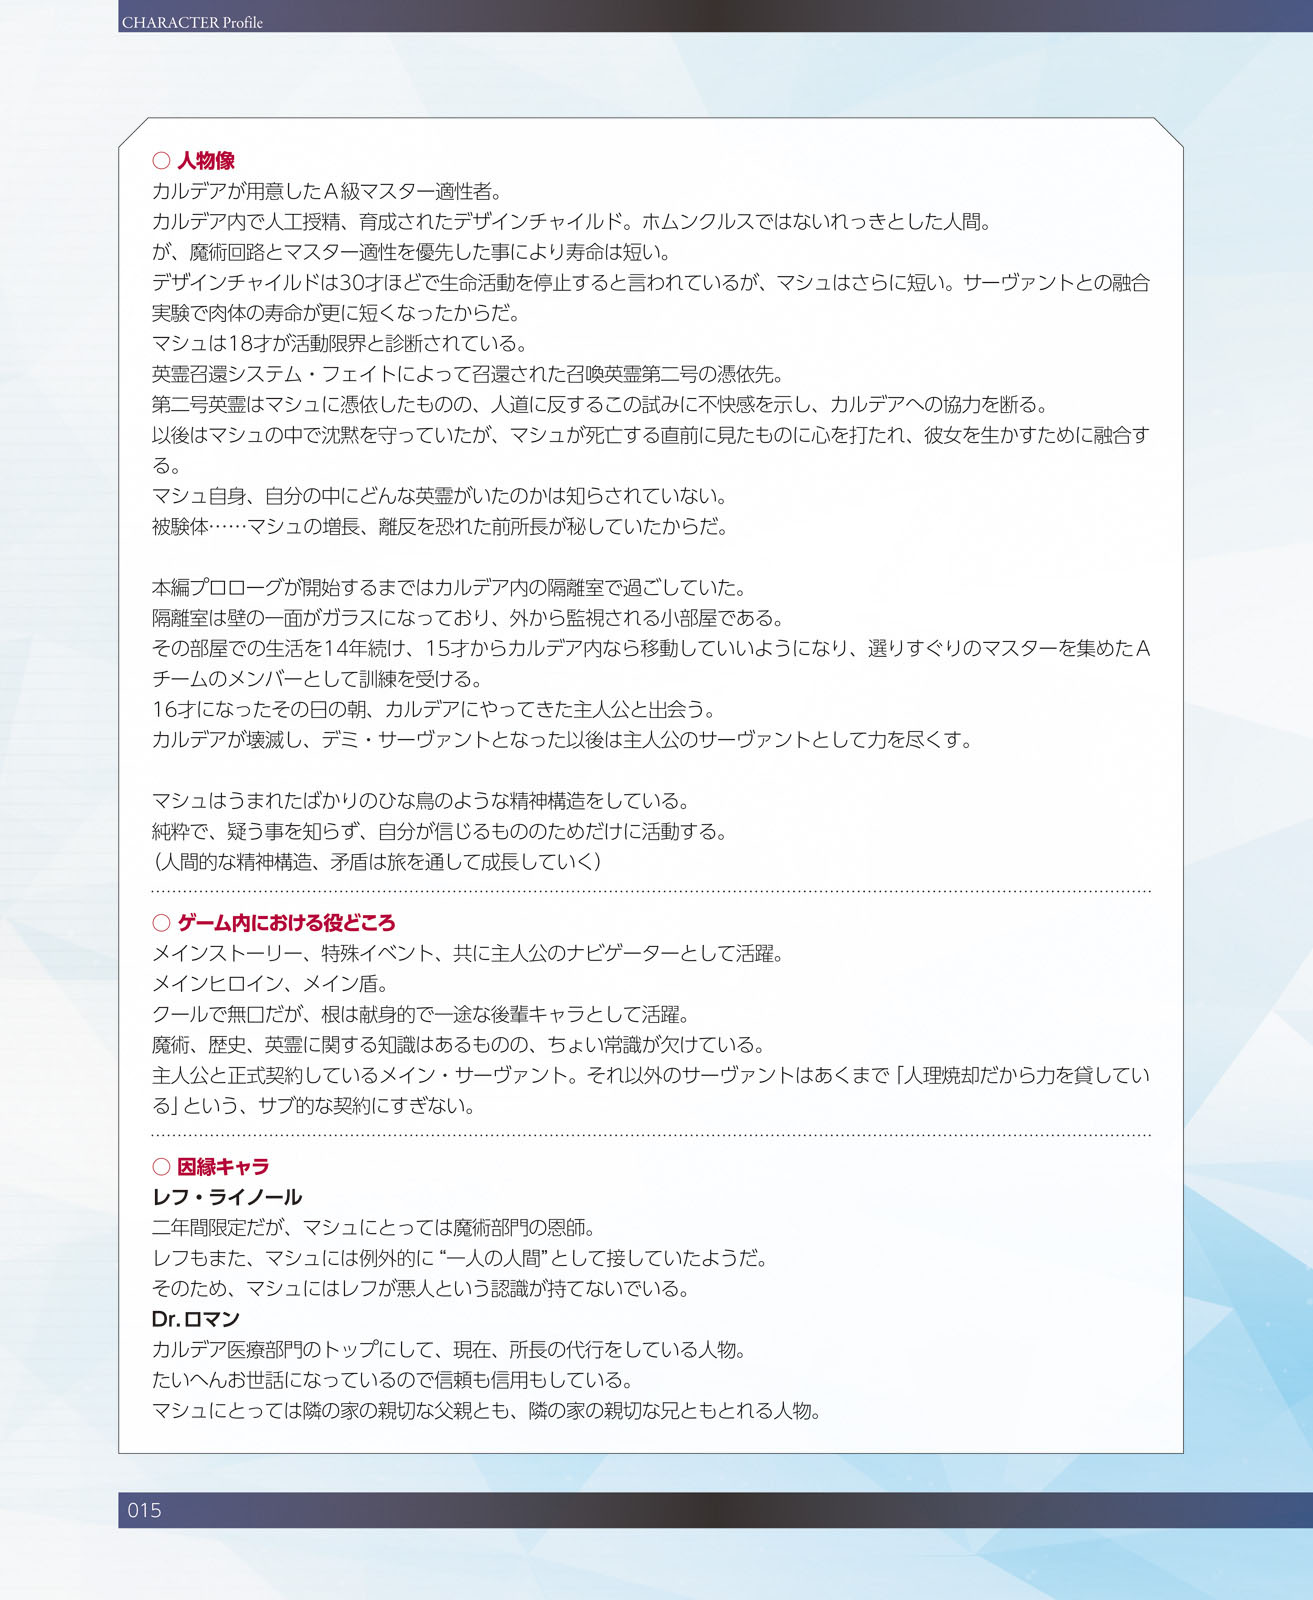 CHARACTER Profile
○ 人物像
カルデアが用意したA級マスター適性者。
カルデア内で人工授精、育成されたデザインチャイルド。ホムンクルスではないれっきとした人間。
が、魔術回路とマスター適性を優先した事により寿命は短い。
デザインチャイルドは30才ほどで生命活動を停止すると言われているが、マシュはさらに短い。サーヴァントとの融合
実験で肉体の寿命が更に短くなったからだ。
マシュは18才が活動限界と診断されている。
英霊召還システム・フェイトによって召還された召喚英霊第二号の憑依先。
第二号英霊はマシュに憑依したものの、人道に反するこの試みに不快感を示し、カルデアへの協力を断る。
以後はマシュの中で沈黙を守っていたが、マシュが死亡する直前に見たものに心を打たれ、彼女を生かすために融合す
る。
マシュ自身、自分の中にどんな英霊がいたのかは知らされていない。
被験体……マシュの増長、離反を恐れた前所長が秘していたからだ。
本編プロローグが開始するまではカルデア内の隔離室で過ごしていた。
隔離室は壁の一面がガラスになっており、外から監視される小部屋である。
その部屋での生活を14年続け、15才からカルデア内なら移動していいようになり、選りすぐりのマスターを集めたA
チームのメンバーとして訓練を受ける。
16才になったその日の朝、カルデアにやってきた主人公と出会う。
カルデアが壊滅し、デミ・サーヴァントとなった以後は主人公のサーヴァントとして力を尽くす。
マシュはうまれたばかりのひな鳥のような精神構造をしている。
純粋で、疑う事を知らず、自分が信じるもののためだけに活動する。
（人間的な精神構造、矛盾は旅を通して成長していく）
○ ゲーム内における役どころ
メインストーリー、特殊イベント、共に主人公のナビゲーターとして活躍。
メインヒロイン、メイン盾。
クールで無口だが、根は献身的で一途な後輩キャラとして活躍。
魔術、歴史、英霊に関する知識はあるものの、ちょい常識が欠けている。
主人公と正式契約しているメイン・サーヴァント。それ以外のサーヴァントはあくまで「人理焼却だから力を貸してい
る」という、サブ的な契約にすぎない。
○ 因縁キャラ
レフ・ライノール
二年間限定だが、マシュにとっては魔術部門の恩師。
レフもまた、マシュには例外的に“一人の人間”として接していたようだ。
そのため、マシュにはレフが悪人という認識が持てないでいる。
Dr.ロマン
カルデア医療部門のトップにして、現在、所長の代行をしている人物。
たいへんお世話になっているので信頼も信用もしている。
マシュにとっては隣の家の親切な父親とも、隣の家の親切な兄ともとれる人物。
015